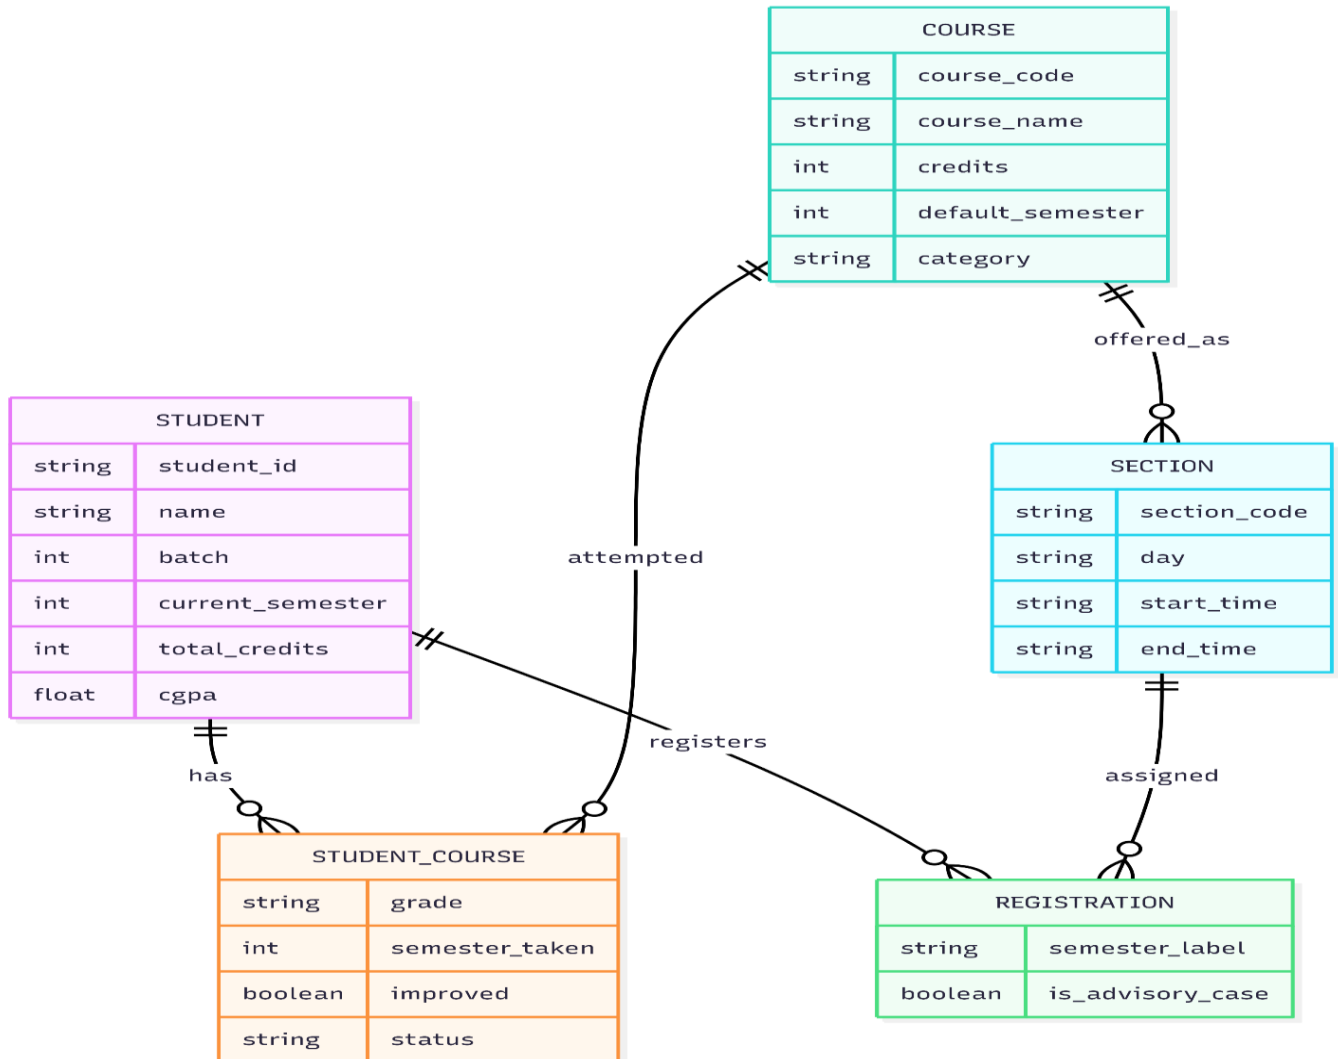 COURSE
string course_code
string course_name
int credits
int default_semester
string category
offered_as
STUDENT
string student_id
string name
int batch
int current_semester
int total_credits
float cgpa
attempted
SECTION
string section_code
string day
string start_time
string end_time
registers
has
assigned
STUDENT_COURSE
string grade
int semester_taken
boolean improved
string status
REGISTRATION
string semester_label
boolean is_advisory_case